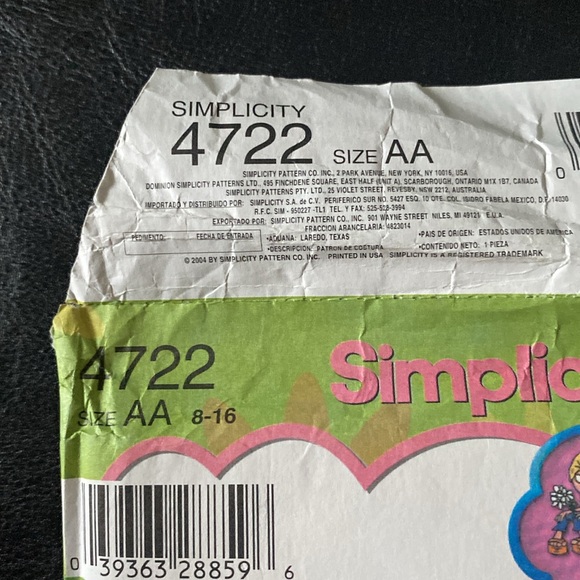 SIMPLICITY
4722 SIZE AA
SIMPLICITY PATTERN CO. INC., 2 PARK AVENUE, NEW YORK, NY 10016, USA
DOMINION SIMPLICITY PATTERNS LTD., 495 FINCHDENE SQUARE, EAST HALF (UNIT A), SCARBOROUGH, ONTARIO M1X 1B7, CANADA
SIMPLICITY PATTERNS PTY. LTD., 25 VIOLET STREET, REVESBY, NEW 2212, AUSTRALIA
IMPORTADO Y DISTRIBUIDO POR: SIMPLICITY S.A. de C.V. PERIFERICO SUR NO. 5427 ESQ. 10 OTE. COL. ISIDRO FABELA MEXICO, D.F. 14030
R.F.C. SIM - 950227 -TL1 TEL. Y FAX. 525-528-3994
EXPORTADO POR: SIMPLICITY PATTERN CO. INC. 901 WAYNE STREET NILES, MI 49121 E.U.A.
FRACCION ARANCELARIA: 4823014
PEDIMENTO: FECHA DE ENTRADA •ADUANA: LAREDO, TEXAS •PAIS DE ORIGEN: ESTADOS UNIDOS DE AMERICA
•DESCRIPCION: PATRON DE COSTURA •CONTENIDO NETO: 1 PIEZA
© 2004 BY SIMPLICITY PATTERN CO. INC. PRINTED IN USA SIMPLICITY IS A REGISTERED TRADEMARK
0
4722
SIZE AA 8-16
Simplic
0 39363 28859 6